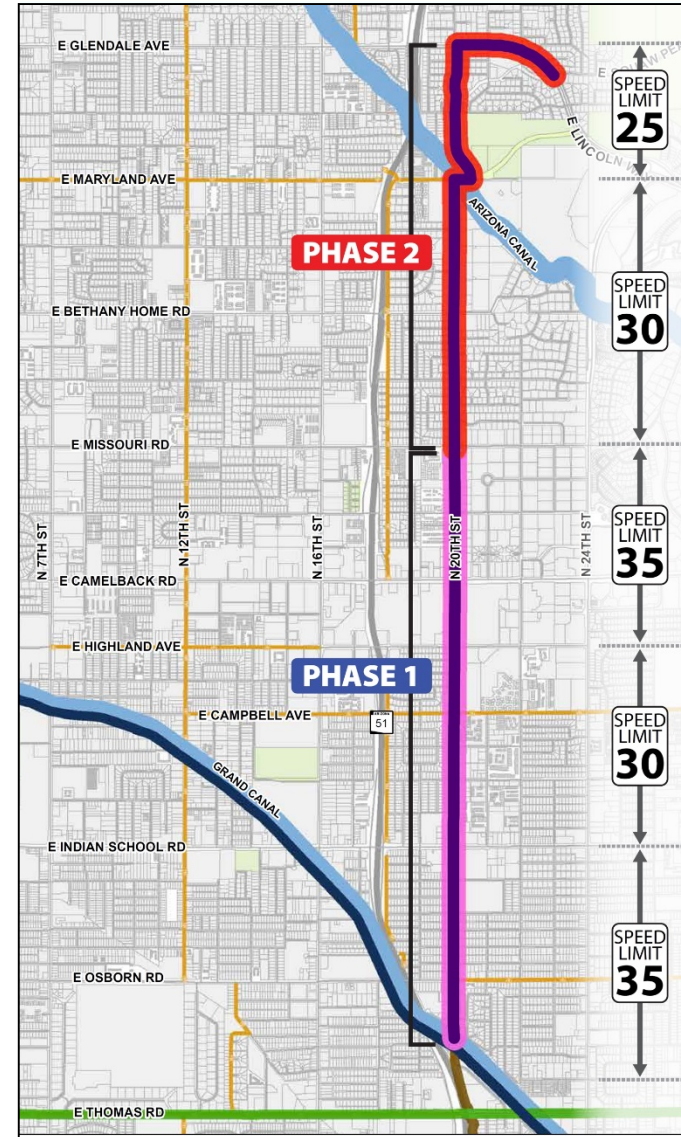 E GLENDALE AVE
SPEED
LIMIT
25
E LINCOLN
E MARYLAND AVE
ARIZONA CANAL
PHASE 2
SPEED
LIMIT
30
E BETHANY HOME RD
E MISSOURI RD
N 7TH ST
N 12TH ST
N 16TH ST
N 20TH ST
N 24TH ST
SPEED
LIMIT
35
E CAMELBACK RD
E HIGHLAND AVE
PHASE 1
E CAMPBELL AVE
51
SPEED
LIMIT
30
GRAND CANAL
E INDIAN SCHOOL RD
SPEED
LIMIT
35
E OSBORN RD
E THOMAS RD